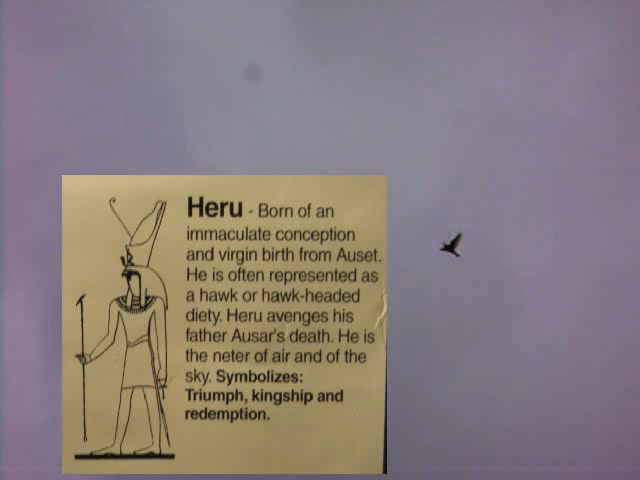 Heru - Born of an
immaculate conception
and virgin birth from Auset.
He is often represented as
a hawk or hawk-headed
diety. Heru avenges his
father Ausar's death. He is
the neter of air and of the
sky. Symbolizes:
Triumph, kingship and
redemption.